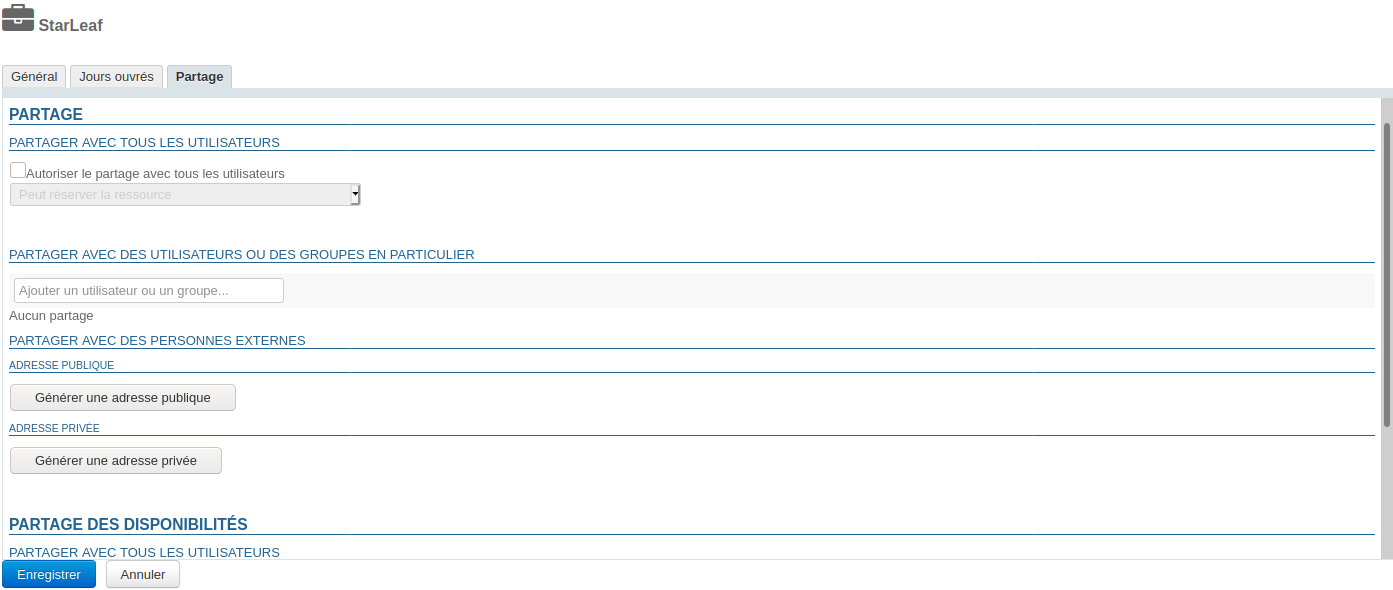 StarLeaf
Général Jours ouvrés Partage
PARTAGE
PARTAGER AVEC TOUS LES UTILISATEURS
Autoriser le partage avec tous les utilisateurs
Peut réserver la ressource
PARTAGER AVEC DES UTILISATEURS OU DES GROUPES EN PARTICULIER
Ajouter un utilisateur ou un groupe...
Aucun partage
PARTAGER AVEC DES PERSONNES EXTERNES
ADRESSE PUBLIQUE
Générer une adresse publique
ADRESSE PRIVÉE
Générer une adresse privée
PARTAGE DES DISPONIBILITÉS
PARTAGER AVEC TOUS LES UTILISATEURS
Enregistrer Annuler